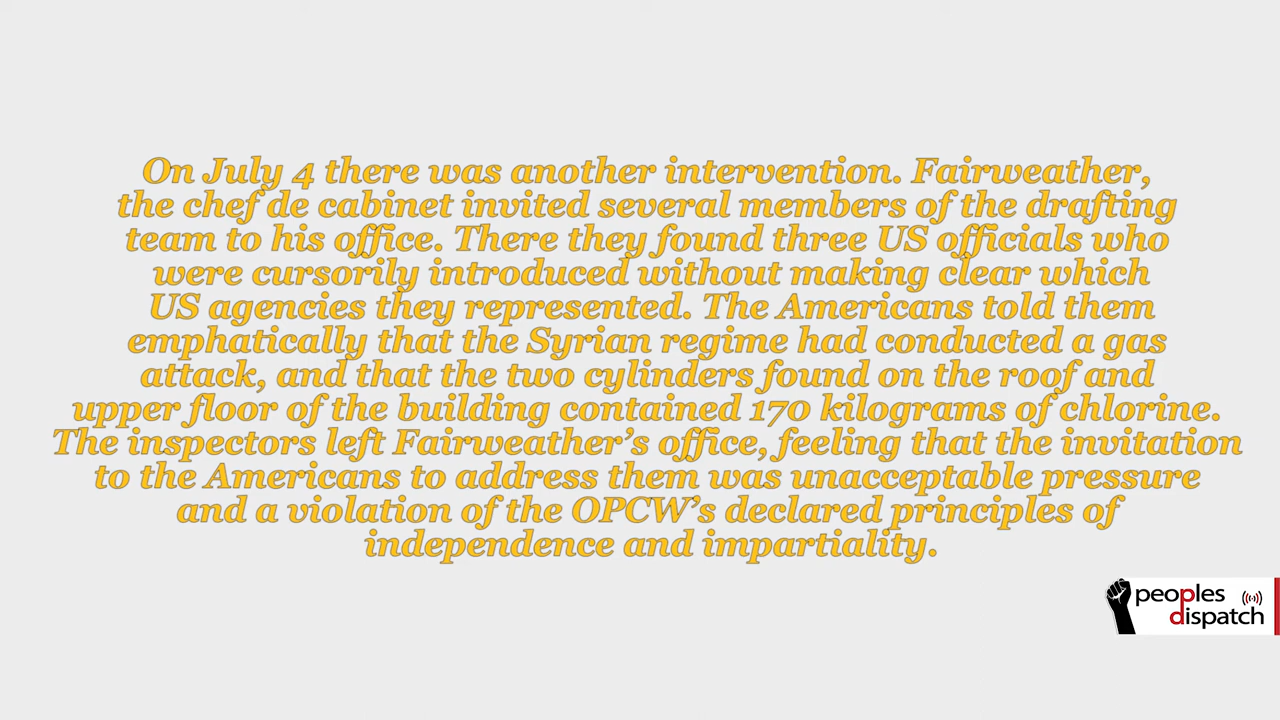 On July 4 there was another intervention. Fairweather,
the chef de cabinet invited several members of the drafting
team to his office. There they found three US officials who
were cursorily introduced without making clear which
US agencies they represented. The Americans told them
emphatically that the Syrian regime had conducted a gas
attack, and that the two cylinders found on the roof and
upper floor of the building contained 170 kilograms of chlorine.
The inspectors left Fairweather’s office, feeling that the invitation
to the Americans to address them was unacceptable pressure
and a violation of the OPCW’s declared principles of
independence and impartiality.
peoples
dispatch